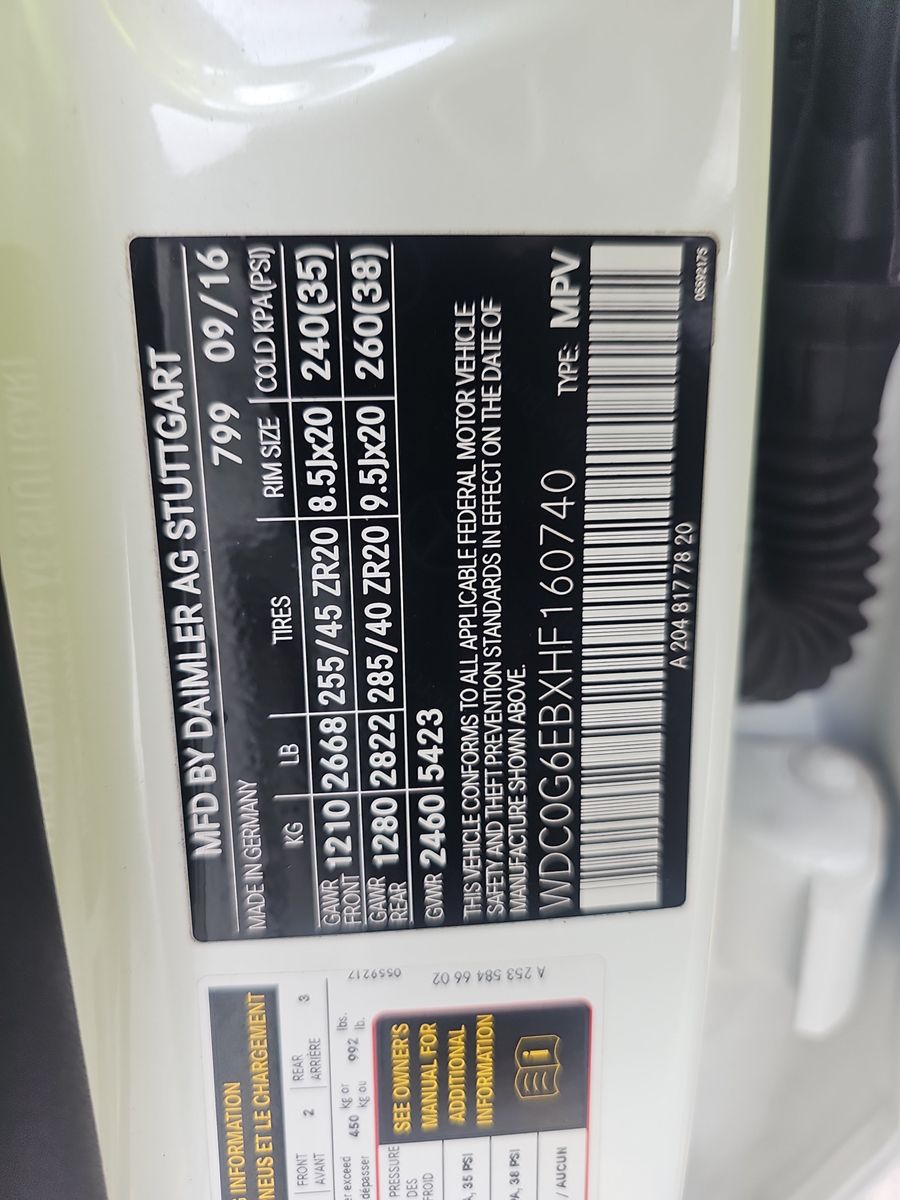 MFD BY DAIMLER AG STUTTGART
MADE IN GERMANY 799 09/16
KG LB TIRES RIM SIZE COLD KPA(PSI)
GAWR FRONT 1210 2668 255/45 ZR20 8.5Jx20 240(35)
GAWR REAR 1280 2822 285/40 ZR20 9.5Jx20 260(38)
GVWR 2460 5423
THIS VEHICLE CONFORMS TO ALL APPLICABLE FEDERAL MOTOR VEHICLE
SAFETY AND THEFT PREVENTION STANDARDS IN EFFECT ON THE DATE OF
MANUFACTURE SHOWN ABOVE.
WDC0G6EBXHF160740 TYPE: MPV
A 204 817 78 20
05592175
A 253 584 66 02 0559217
INFORMATION
NEUS ET LE CHARGEMENT
FRONT 2 REAR 3
AVANT ARRIÈRE
er exceed 450 kg or 992 lbs.
dépasser kg ou lb.
PRESSURE
DES
FROID
A, 35 PSI
PA, 38 PSI
/ AUCUN
SEE OWNER'S
MANUAL FOR
ADDITIONAL
INFORMATION